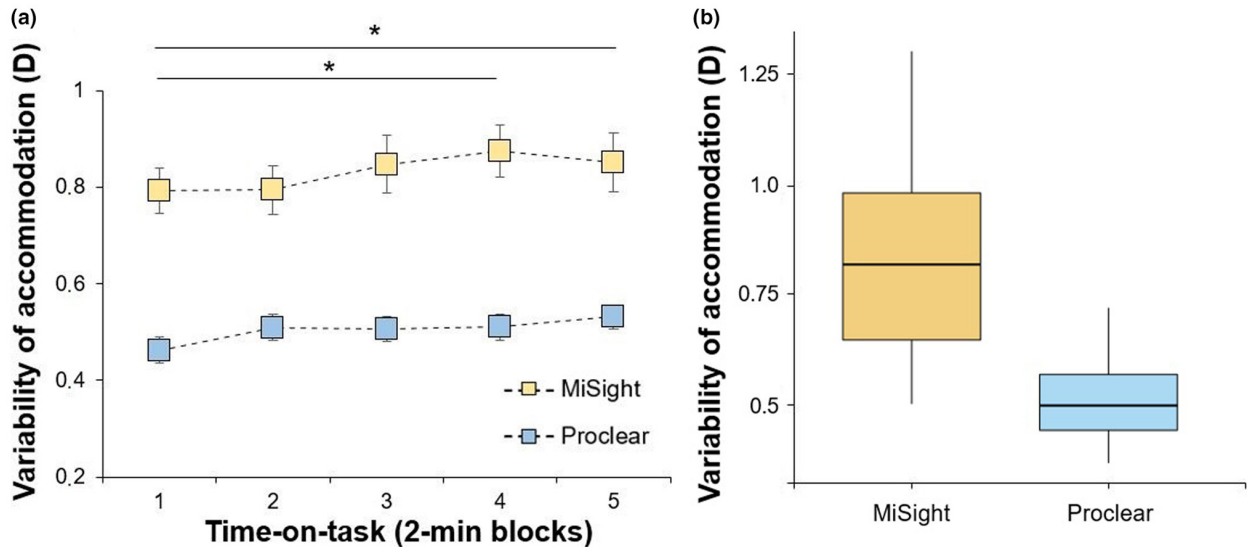 (a)
Variability of accommodation (D)
*
*
1
0.8
0.6
0.4
0.2
MiSight
Proclear
1 2 3 4 5
Time-on-task (2-min blocks)
(b)
Variability of accommodation (D)
1.25
1.0
0.75
0.5
MiSight Proclear